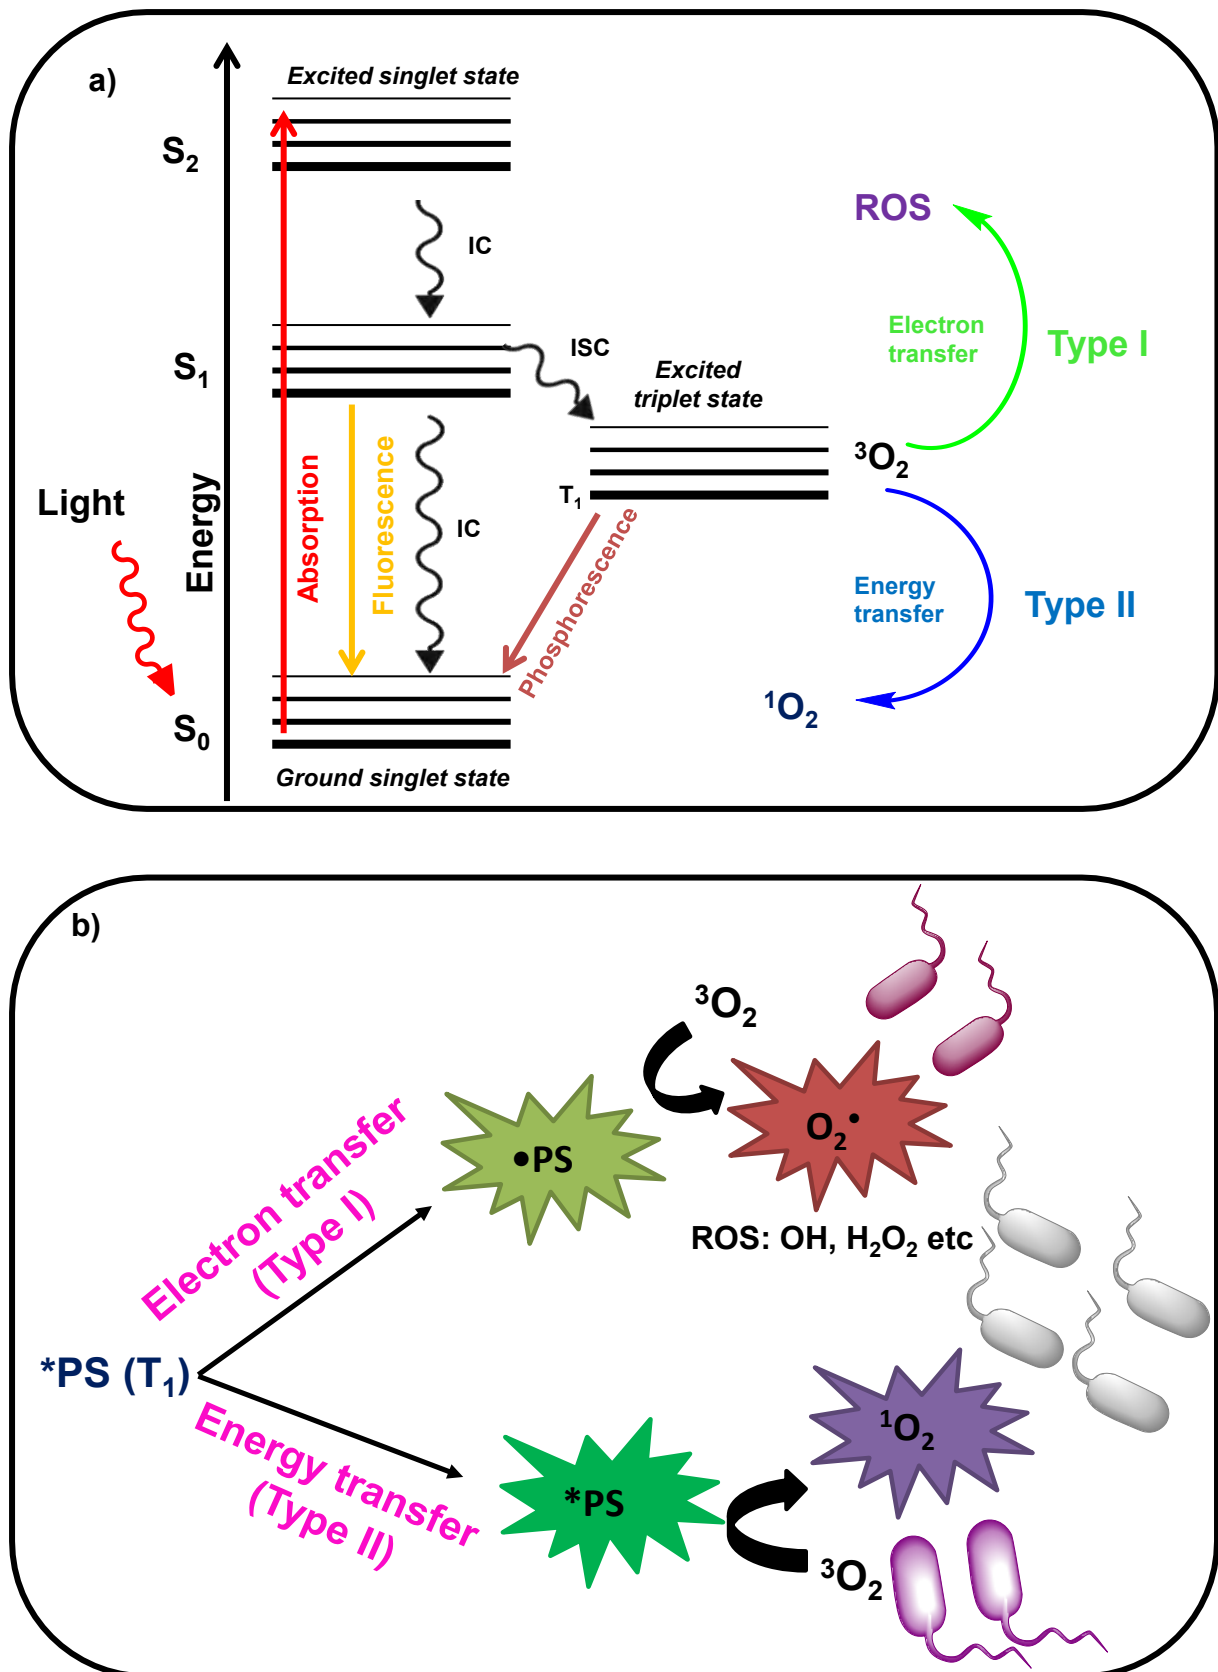 a)
Excited singlet state
S₂
IC
ROS
Electron
transfer
Type I
S₁
ISC
Excited
triplet state
³O₂
T₁
Light
Energy
Absorption
Fluorescence
IC
Phosphorescence
Energy
transfer
Type II
¹O₂
S₀
Ground singlet state
b)
³O₂
Electron transfer
(Type I)
•PS
O₂•
ROS: OH, H₂O₂ etc
*PS (T₁)
Energy transfer
(Type II)
*PS
¹O₂
³O₂